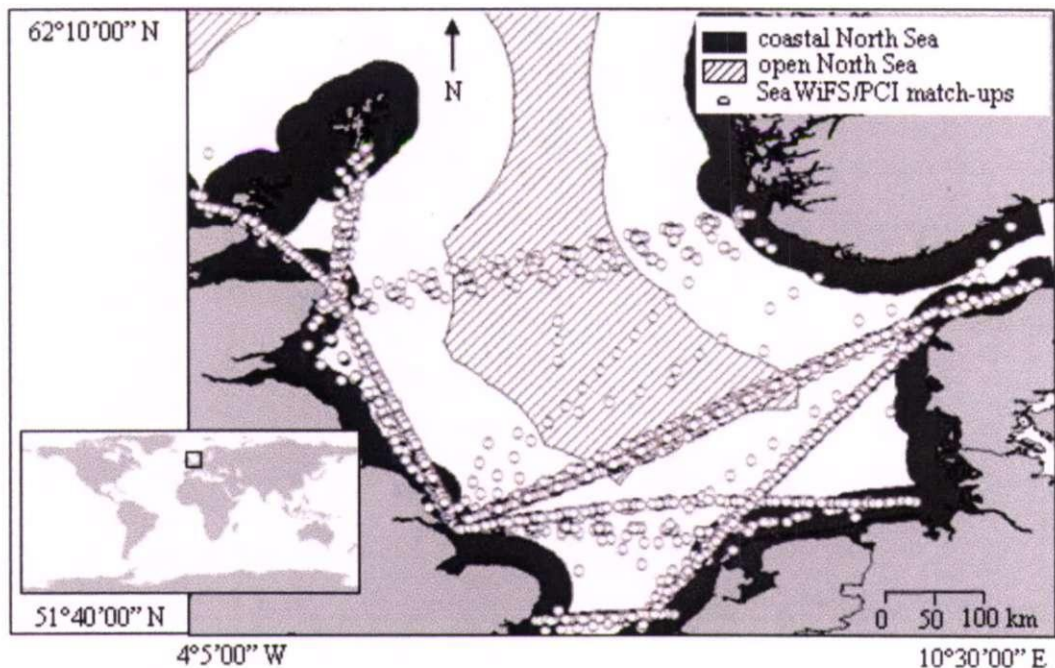 62°10'00" N
coastal North Sea
open North Sea
SeaWiFS/PCI match-ups
N
51°40'00" N
0 50 100 km
4°5'00" W
10°30'00" E